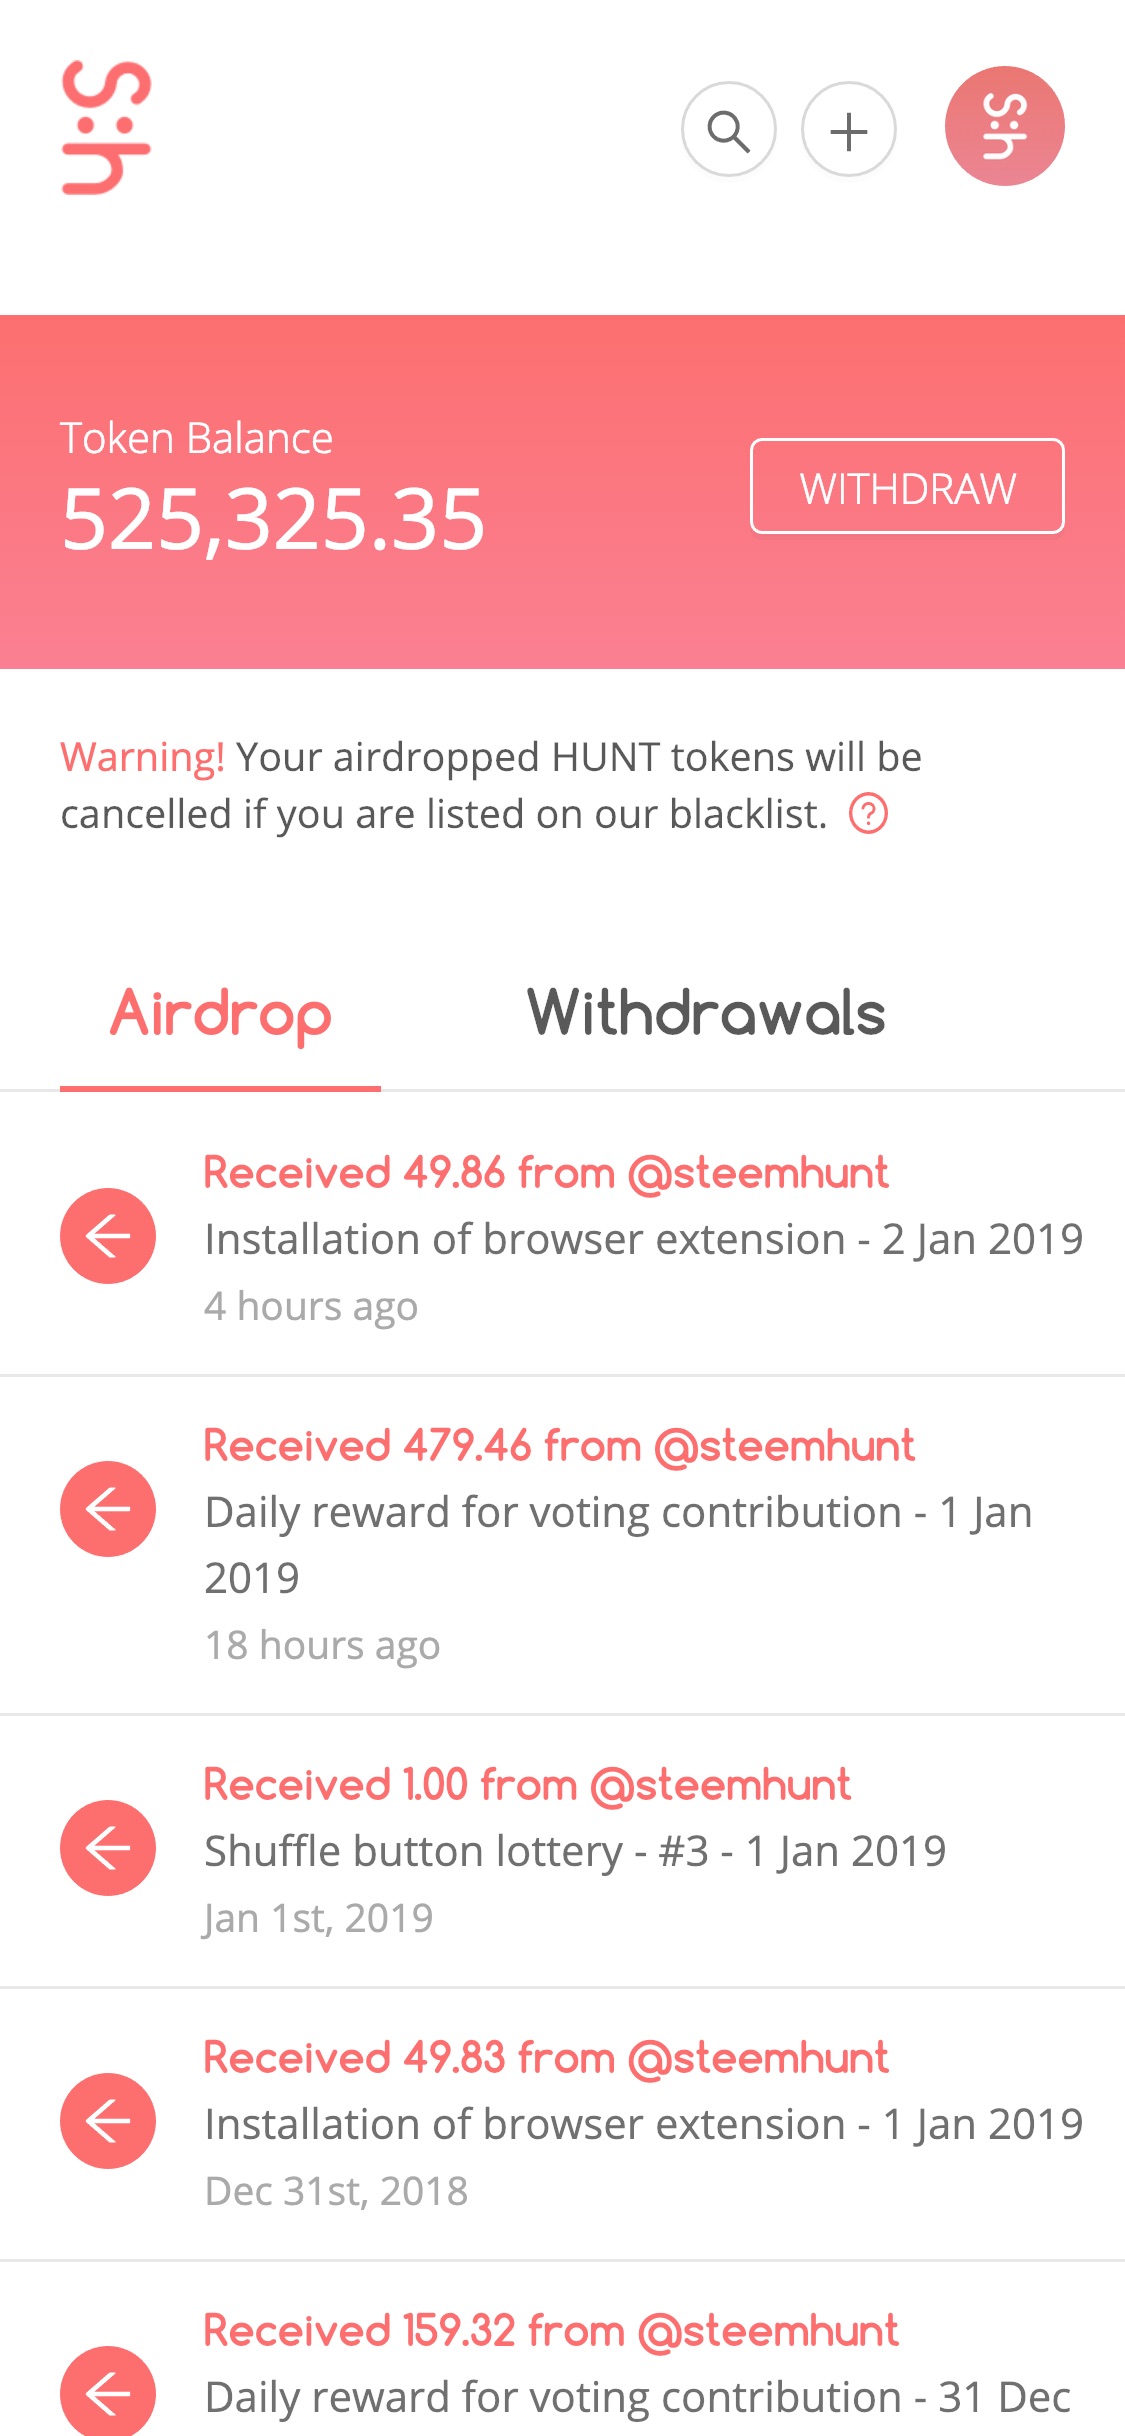 S:h
S:h
Token Balance
525,325.35
WITHDRAW
Warning! Your airdropped HUNT tokens will be
cancelled if you are listed on our blacklist. ?
Airdrop
Withdrawals
Received 49.86 from @steemhunt
Installation of browser extension - 2 Jan 2019
4 hours ago
Received 479.46 from @steemhunt
Daily reward for voting contribution - 1 Jan
2019
18 hours ago
Received 1.00 from @steemhunt
Shuffle button lottery - #3 - 1 Jan 2019
Jan 1st, 2019
Received 49.83 from @steemhunt
Installation of browser extension - 1 Jan 2019
Dec 31st, 2018
Received 159.32 from @steemhunt
Daily reward for voting contribution - 31 Dec